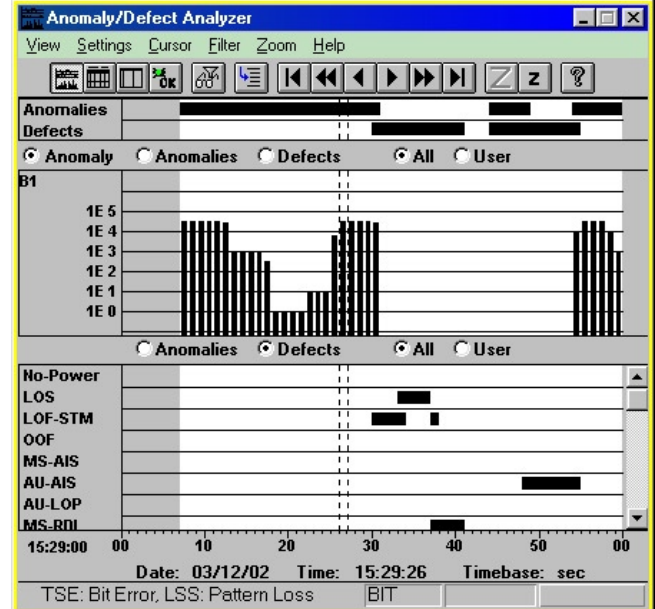 Anomaly/Defect Analyzer
View Settings Cursor Filter Zoom Help
OK Z z ?
Anomalies
Defects
Anomaly Anomalies Defects All User
B1
1E 5
1E 4
1E 3
1E 2
1E 1
1E 0
Anomalies Defects All User
No-Power
LOS
LOF-STM
OOF
MS-AIS
AU-AIS
AU-LOP
MS-RDI
15:29:00 00 10 20 30 40 50 00
Date: 03/12/02 Time: 15:29:26 Timebase: sec
TSE: Bit Error, LSS: Pattern Loss BIT